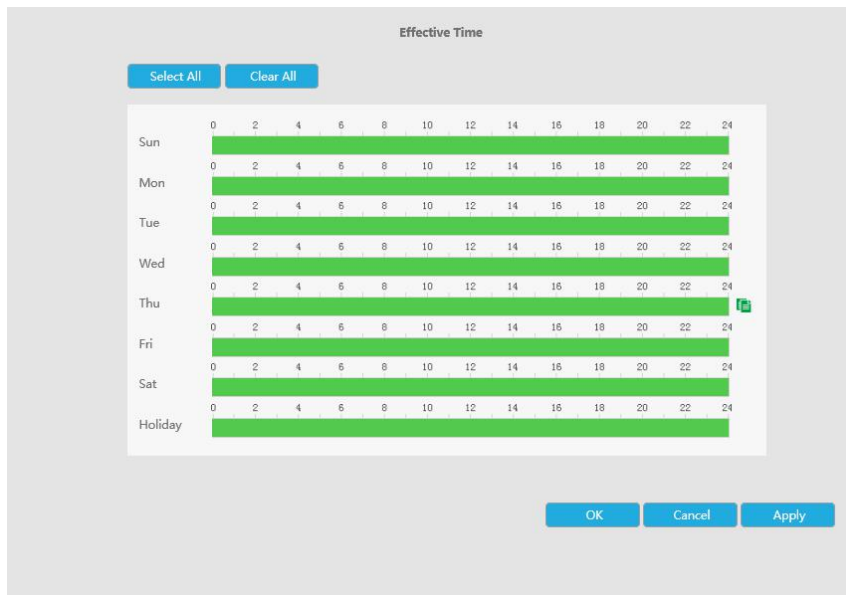 Effective Time
Select All Clear All
0 2 4 6 8 10 12 14 16 18 20 22 24
Sun
0 2 4 6 8 10 12 14 16 18 20 22 24
Mon
0 2 4 6 8 10 12 14 16 18 20 22 24
Tue
0 2 4 6 8 10 12 14 16 18 20 22 24
Wed
0 2 4 6 8 10 12 14 16 18 20 22 24
Thu
0 2 4 6 8 10 12 14 16 18 20 22 24
Fri
0 2 4 6 8 10 12 14 16 18 20 22 24
Sat
0 2 4 6 8 10 12 14 16 18 20 22 24
Holiday
OK Cancel Apply